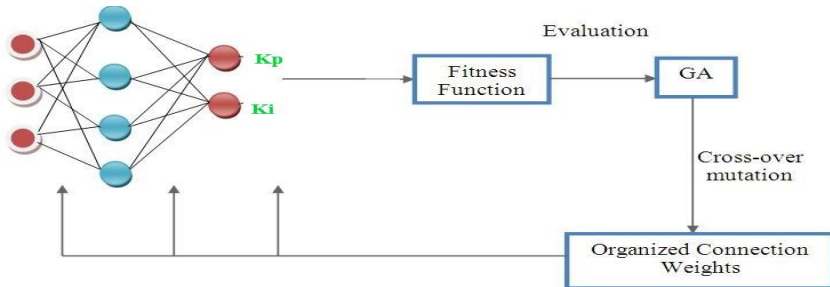 Evaluation
Kp
Ki
Fitness
Function
GA
Cross-over
mutation
Organized Connection
Weights